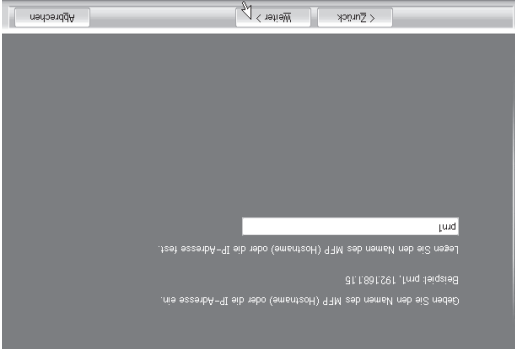 Geben Sie den Namen des MFP (Hostname) oder die IP-Adresse ein.
Beispiel: prn1, 192.168.1.15
Legen Sie den Namen des MFP (Hostname) oder die IP-Adresse fest.
prn1
< Zurück
Weiter >
Abbrechen